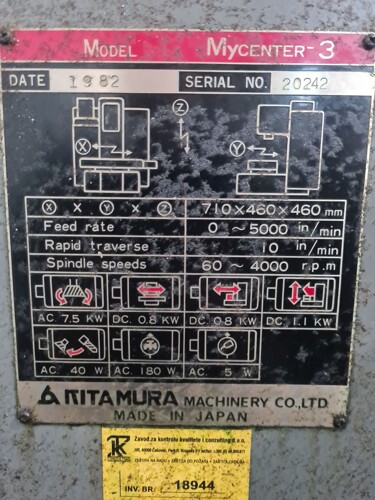 MODEL MYCENTER-3
DATE 1982 SERIAL NO. 20242
X Z Y
X x Y x Z 710×460×460 mm
Feed rate 0 ~ 5000 in/min
Rapid traverse 10 in/min
Spindle speeds 60 ~ 4000 r.p.m
AC. 7.5 KW DC. 0.8 KW DC. 0.8 KW DC. 1.1 KW
AC. 40 W AC. 180 W AC. 5 W
KITAMURA MACHINERY CO., LTD.
MADE IN JAPAN
Zavod za kontrolu kvalitete i consulting d.o.o.
INV. BR. 18944